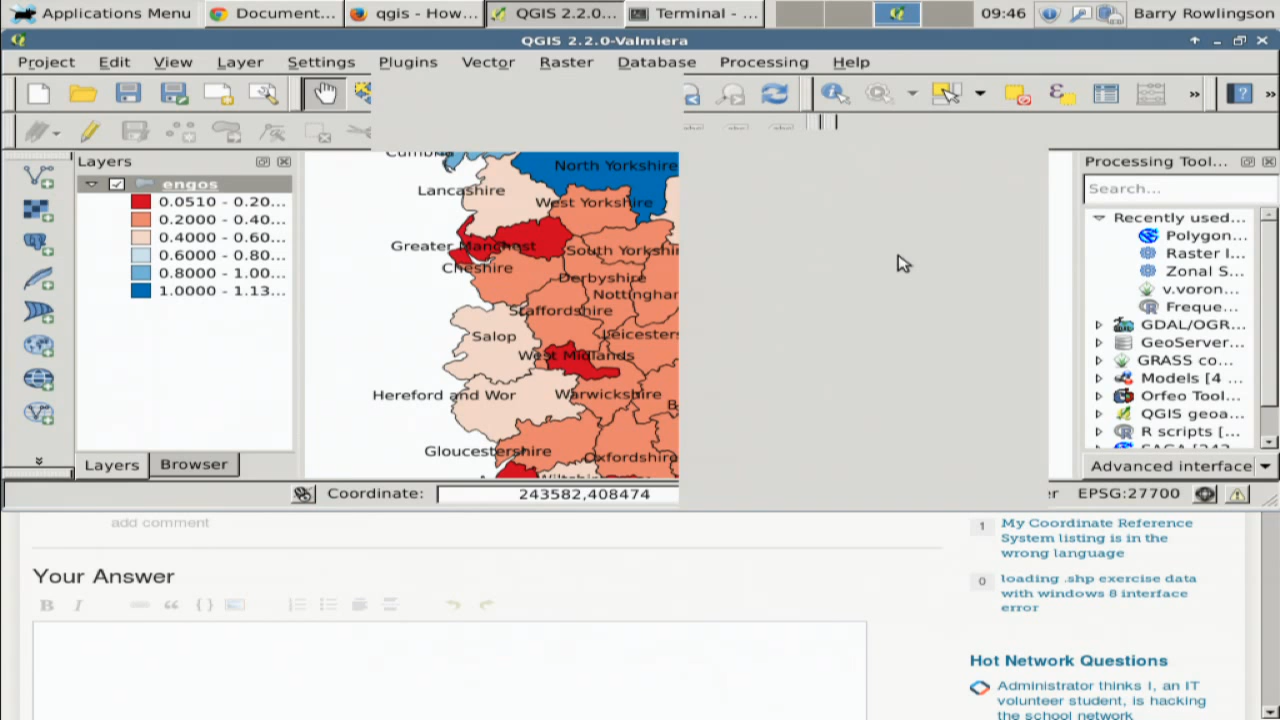 Applications Menu Document... qgis - How... QGIS 2.2.0... Terminal - ... 09:46 Barry Rowlingson
QGIS 2.2.0-Valmiera
Project Edit View Layer Settings Plugins Vector Raster Database Processing Help
Layers
engos
0.0510 - 0.20...
0.2000 - 0.40...
0.4000 - 0.60...
0.6000 - 0.80...
0.8000 - 1.00...
1.0000 - 1.13...
Layers Browser
North Yorkshire
Lancashire
West Yorkshire
Greater Manchest
South Yorkshi
Cheshire
Derbyshire
Nottinghar
Staffordshire
Leicesters
Salop
West Midlands
Hereford and Wor
Warwickshire
Gloucestershire
Oxfordshire
Processing Tool...
Search...
Recently used...
Polygon...
Raster l...
Zonal S...
v.voron...
Freque...
GDAL/OGR...
GeoServer...
GRASS co...
Models [4 ...
Orfeo Tool...
QGIS geoa...
R scripts [...
Advanced interface
Coordinate: 243582,408474 er EPSG:27700
add comment
Your Answer
B I
1 My Coordinate Reference
System listing is in the
wrong language
0 loading .shp exercise data
with windows 8 interface
error
Hot Network Questions
Administrator thinks I, an IT
volunteer student, is hacking
the school network